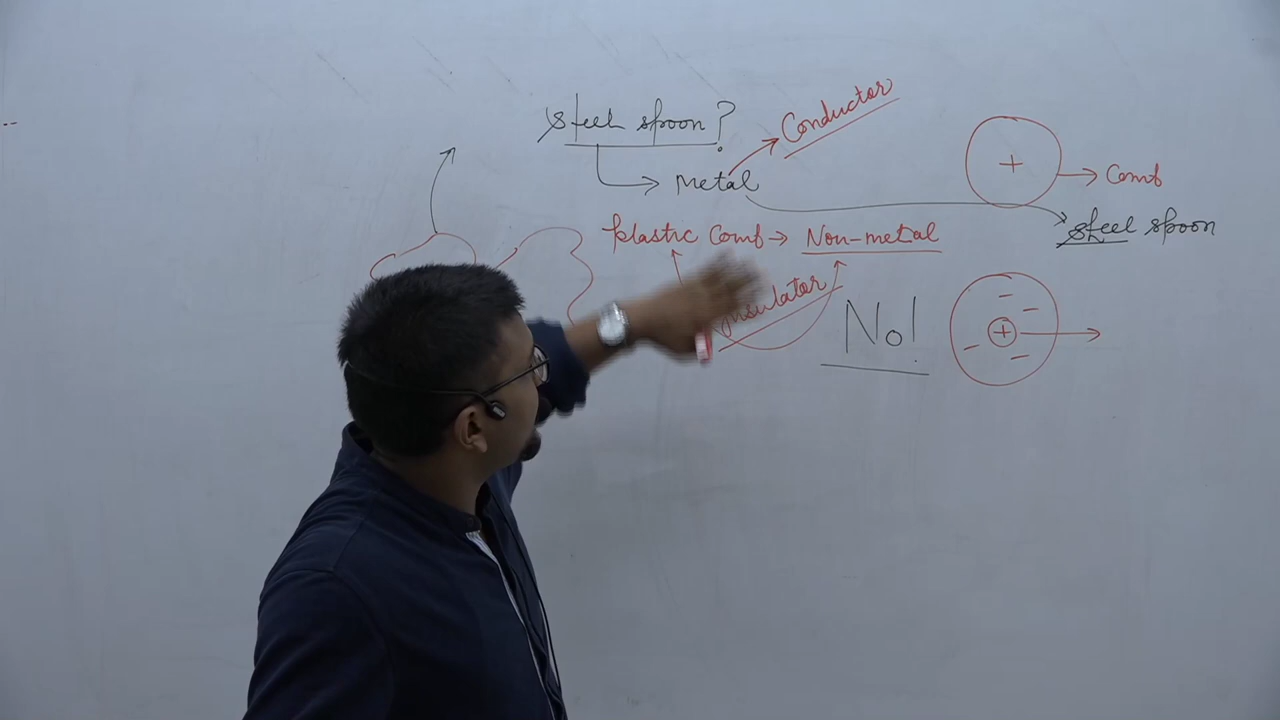 Steel spoon?
Conductor
Metal
+
Comb
Steel spoon
Plastic Comb → Non-metal
Insulator
No!
- - - -
+